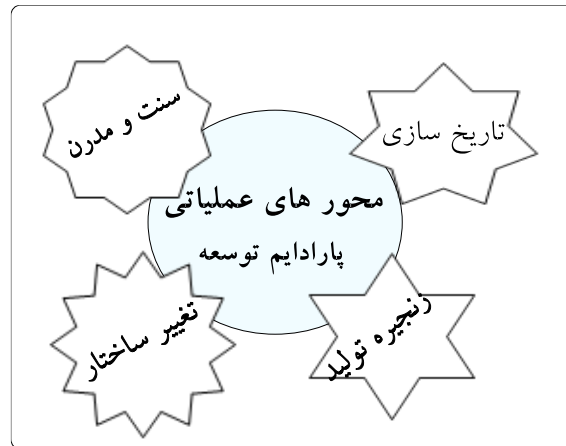 تاریخ سازی
سنت و مدرن
محور های عملیاتی
پارادایم توسعه
زنجیره تولید
تغییر ساختار